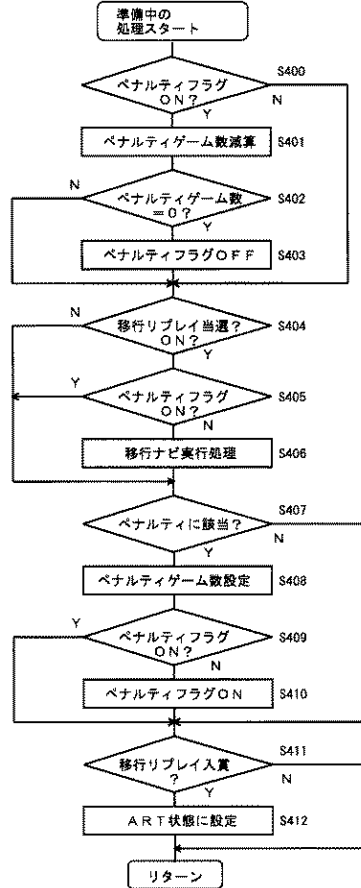 準備中の
処理スタート
ペナルティフラグ
ON?
S400
N
Y
ペナルティゲーム数減算
S401
N
ペナルティゲーム数
=0?
S402
Y
ペナルティフラグOFF
S403
N
移行リプレイ当選?
ON?
S404
Y
Y
ペナルティフラグ
ON?
S405
N
移行ナビ実行処理
S406
ペナルティに該当?
S407
N
Y
ペナルティゲーム数設定
S408
Y
ペナルティフラグ
ON?
S409
N
ペナルティフラグON
S410
移行リプレイ入賞
?
S411
N
Y
ART状態に設定
S412
リターン